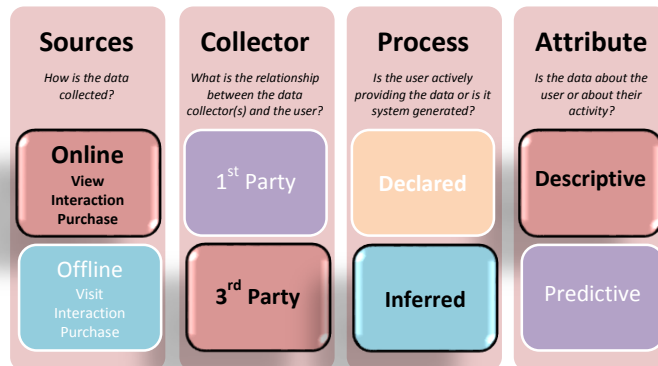 Sources
How is the data
collected?
Online
View
Interaction
Purchase
Offline
Visit
Interaction
Purchase
Collector
What is the relationship
between the data
collector(s) and the user?
1st Party
3rd Party
Process
Is the user actively
providing the data or is it
system generated?
Declared
Inferred
Attribute
Is the data about the
user or about their
activity?
Descriptive
Predictive